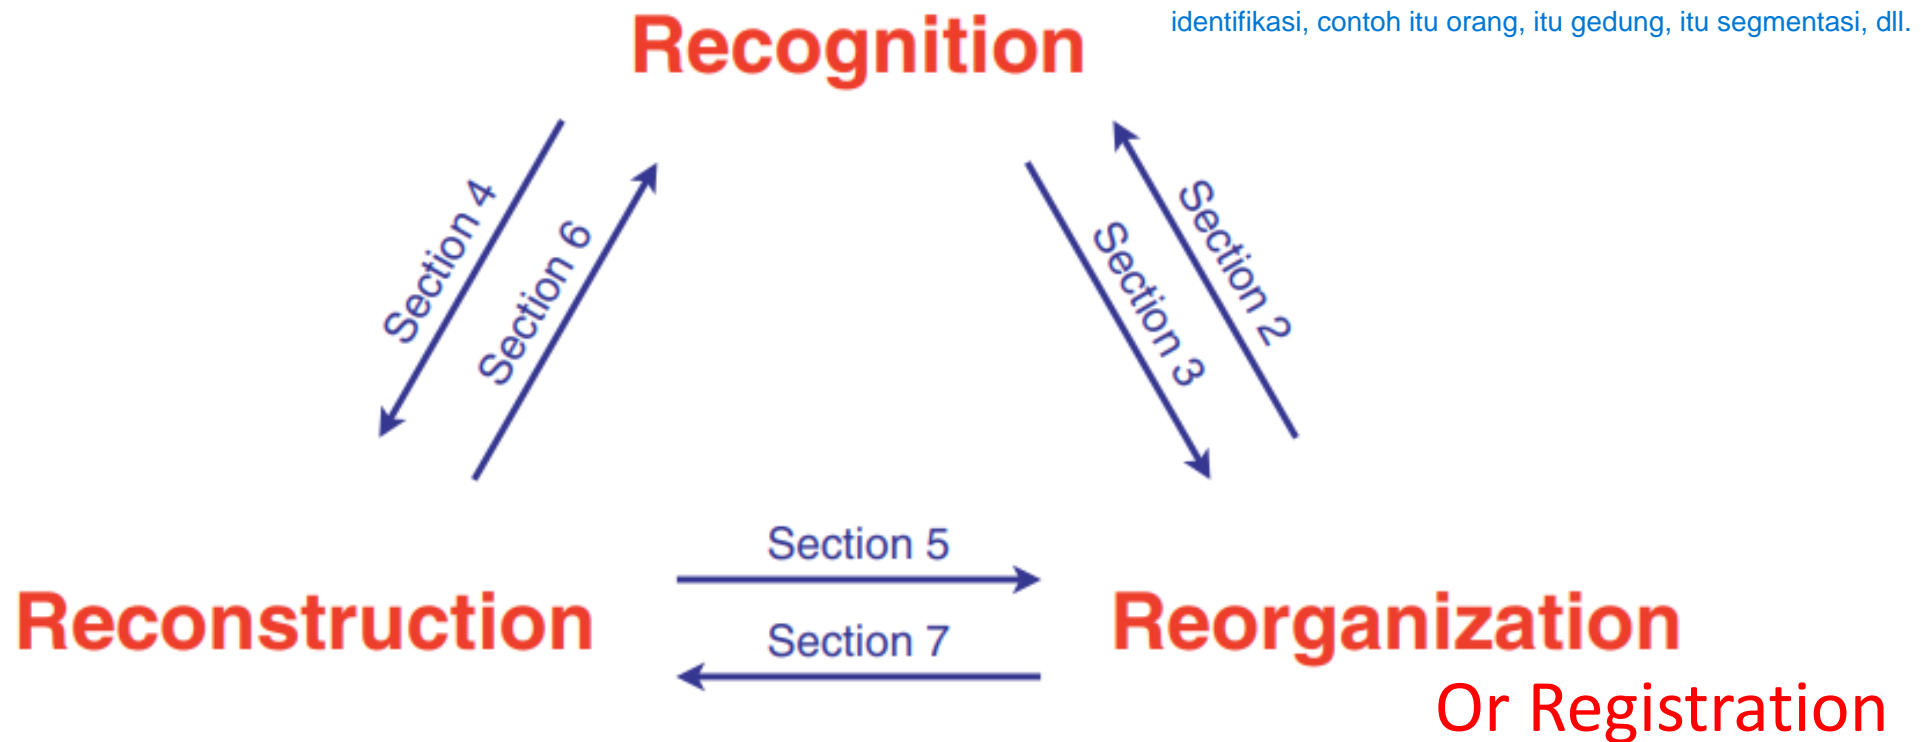 Recognition
identifikasi, contoh itu orang, itu gedung, itu segmentasi, dll.
Section 4
Section 6
Section 3
Section 2
Section 5
Reconstruction
Section 7
Reorganization
Or Registration